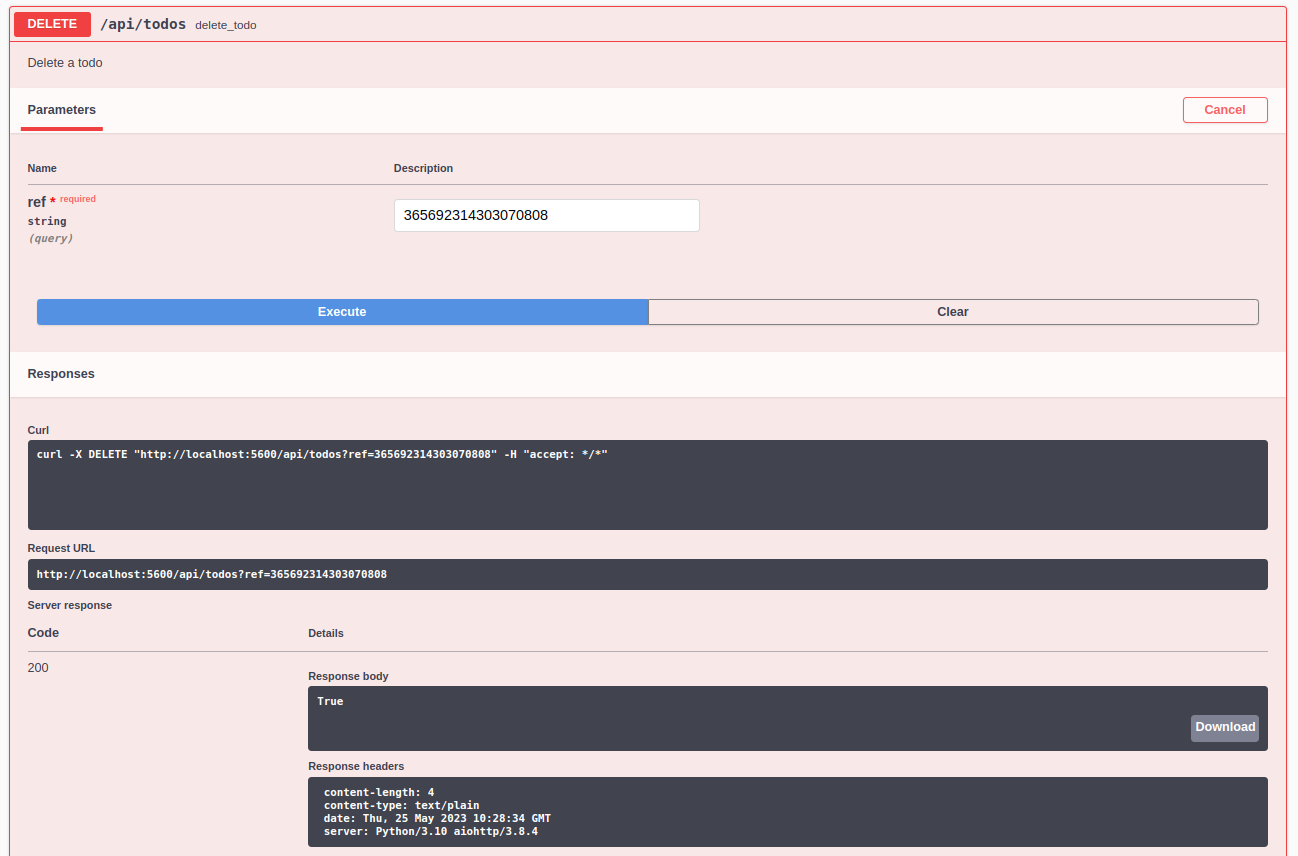 DELETE /api/todos delete_todo
Delete a todo
Parameters Cancel
Name Description
ref * required 365692314303070808
string
(query)
Execute Clear
Responses
Curl
curl -X DELETE "http://localhost:5600/api/todos?ref=365692314303070808" -H "accept: */*"
Request URL
http://localhost:5600/api/todos?ref=365692314303070808
Server response
Code Details
200
Response body
True
Download
Response headers
content-length: 4
content-type: text/plain
date: Thu, 25 May 2023 10:28:34 GMT
server: Python/3.10 aiohttp/3.8.4